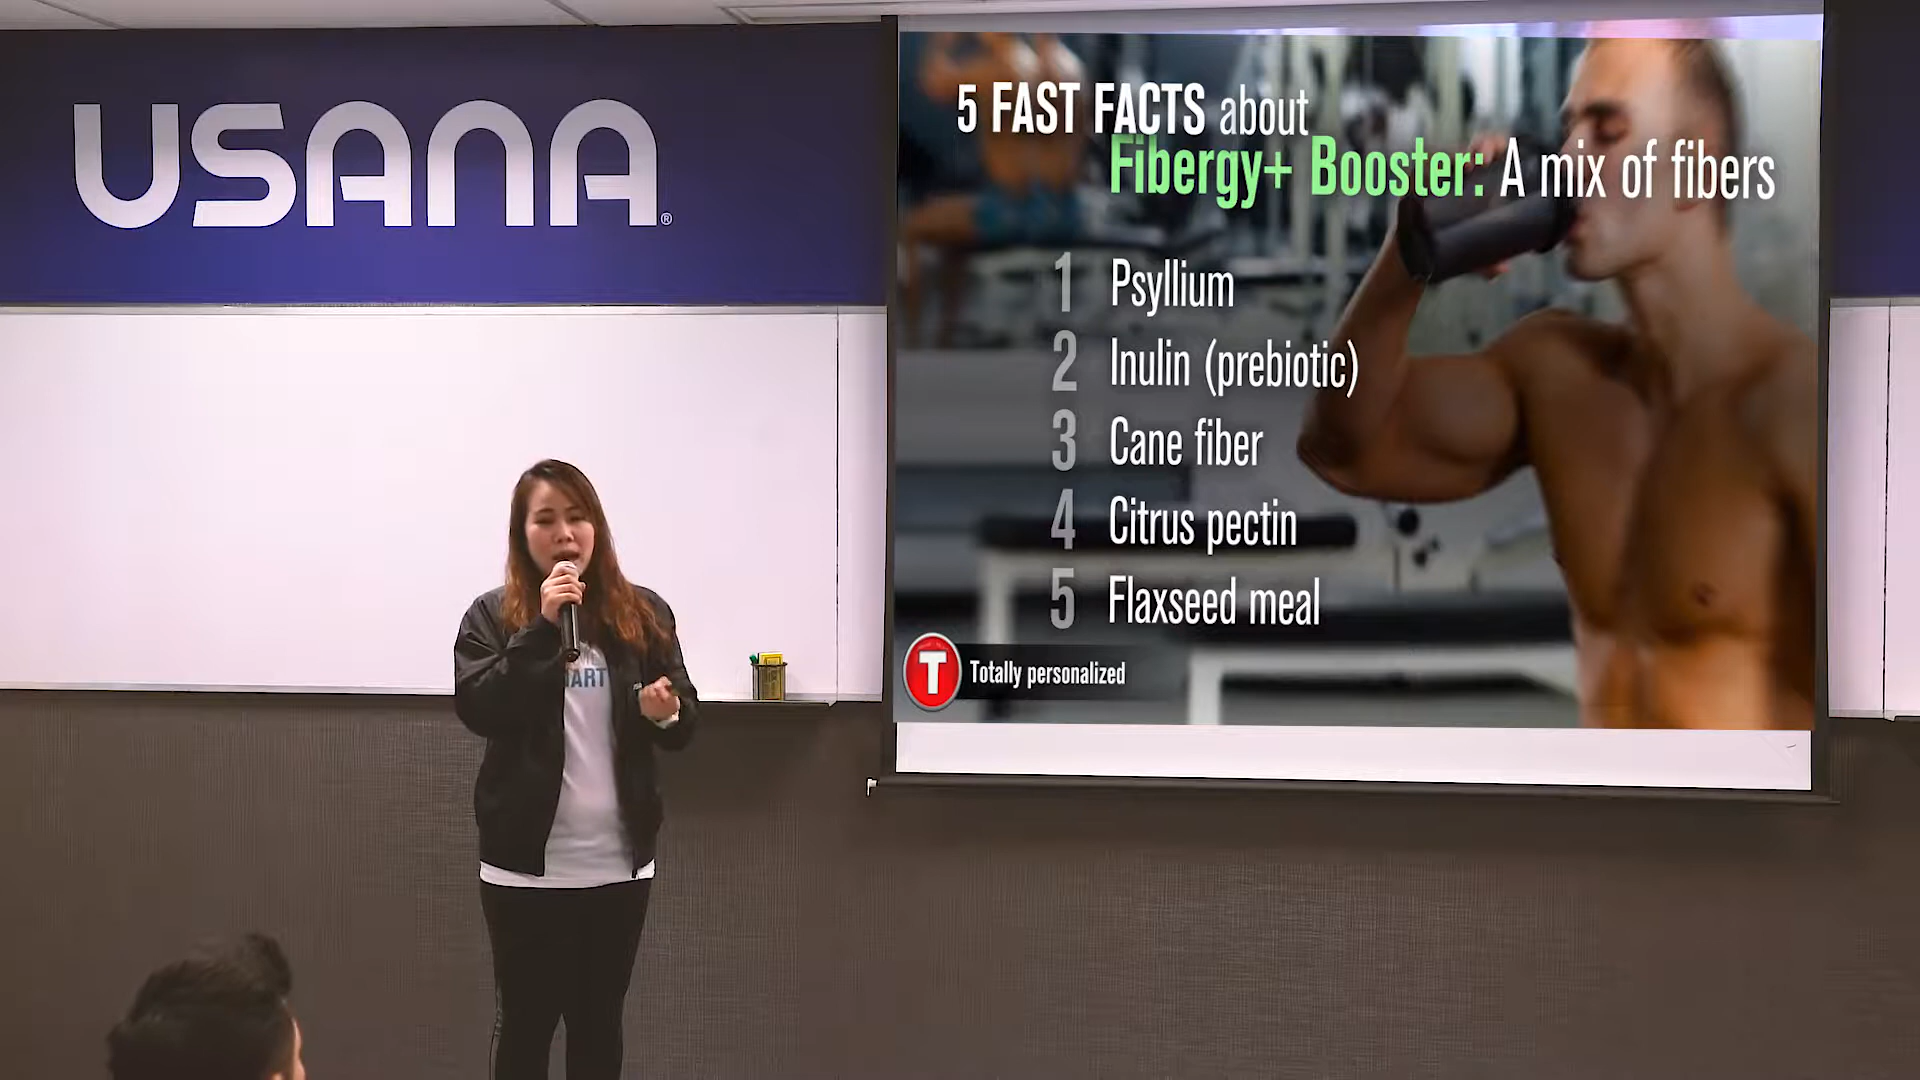 USANA®
5 FAST FACTS about
Fibergy+ Booster: A mix of fibers
1 Psyllium
2 Inulin (prebiotic)
3 Cane fiber
4 Citrus pectin
5 Flaxseed meal
T Totally personalized
ART